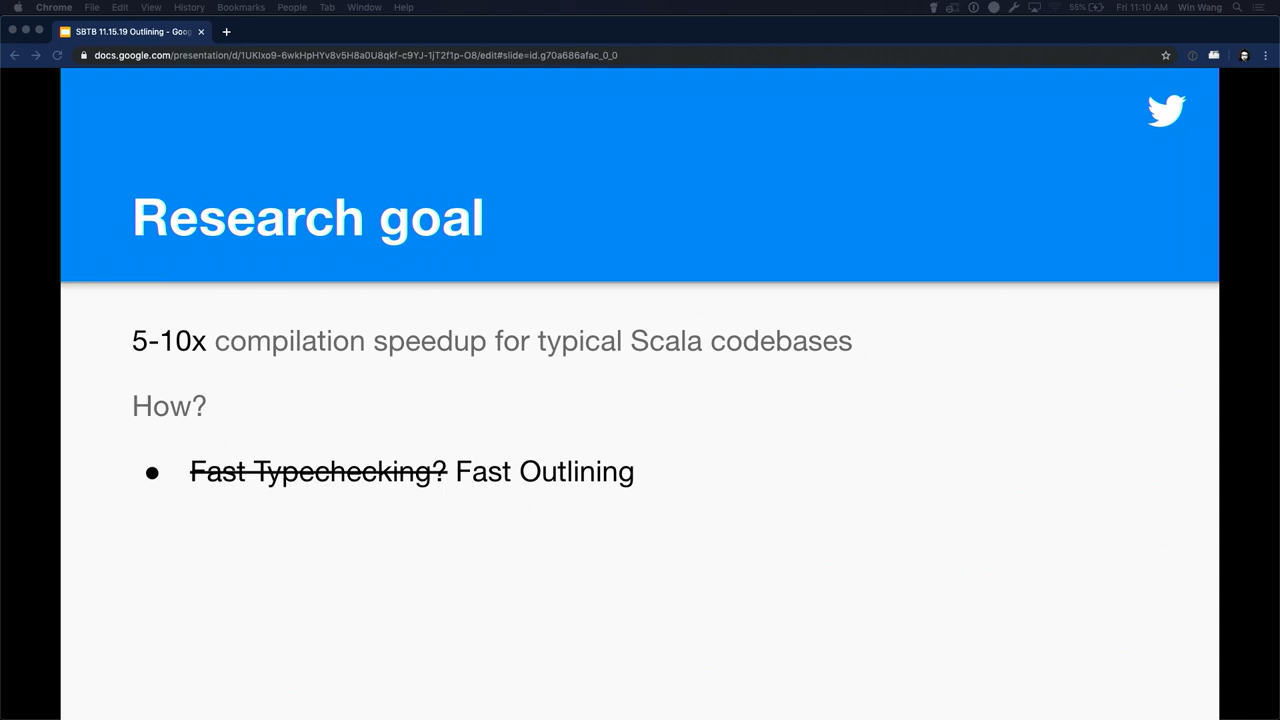 Chrome File Edit View History Bookmarks People Tab Window Help 55% Fri 11:10 AM Win Wang
SBTB 11.15.19 Outlining - Goog
docs.google.com/presentation/d/1UKIxo9-6wkHpHYv8v5H8a0U8qkf-c9YJ-1jT2f1p-O8/edit#slide=id.g70a686afac_0_0
Research goal
5-10x compilation speedup for typical Scala codebases
How?
● Fast Typechecking? Fast Outlining